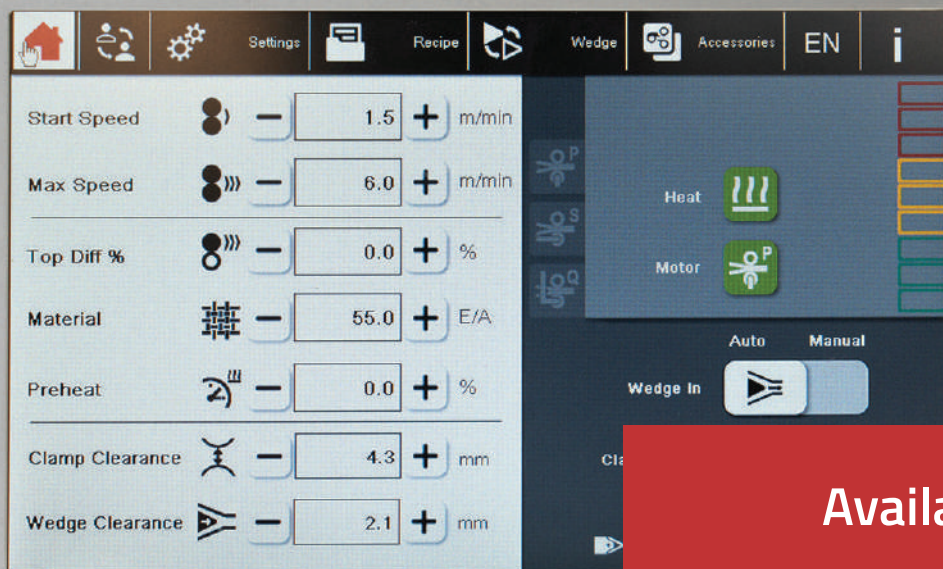 Settings Recipe Wedge Accessories EN i
Start Speed 1.5 m/min
Max Speed 6.0 m/min
Top Diff % 0.0 %
Material 55.0 E/A
Preheat 0.0 %
Clamp Clearance 4.3 mm
Wedge Clearance 2.1 mm
P
S
Q
Heat
Motor P
Auto Manual
Wedge In
Cla
Availa